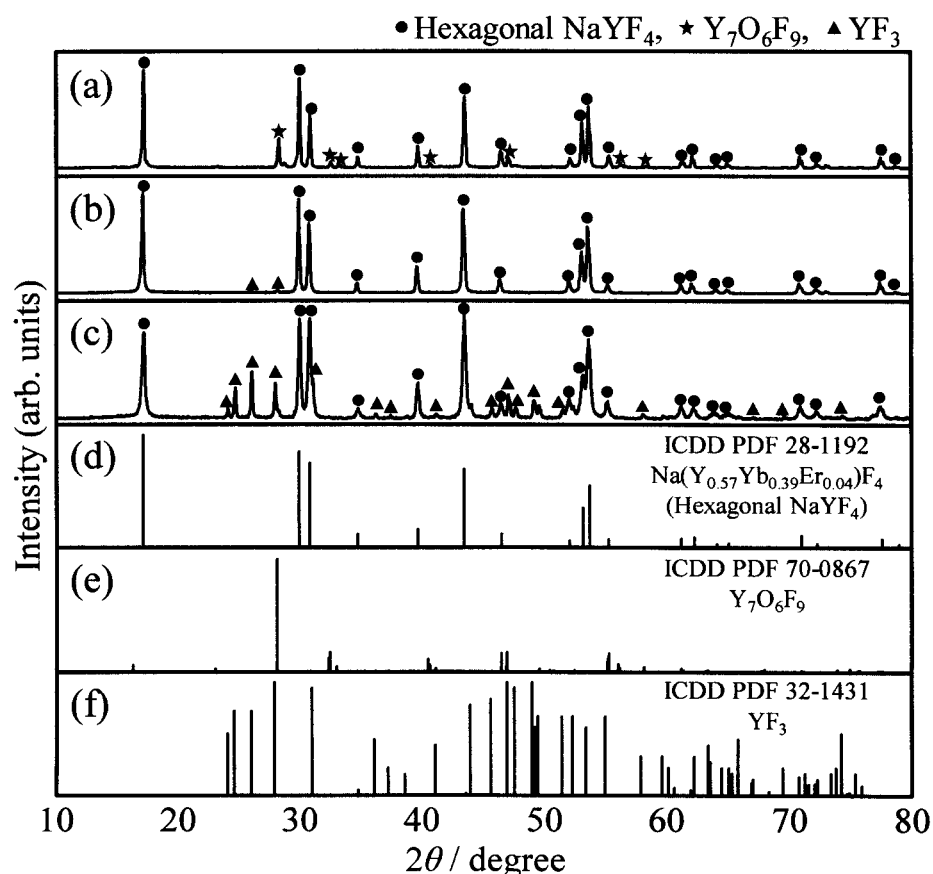 ● Hexagonal NaYF₄, ★ Y₇O₆F₉, ▲ YF₃
(a)
(b)
(c)
(d)
ICDD PDF 28-1192
Na(Y₀.₅₇Yb₀.₃₉Er₀.₀₄)F₄
(Hexagonal NaYF₄)
(e)
ICDD PDF 70-0867
Y₇O₆F₉
(f)
ICDD PDF 32-1431
YF₃
Intensity (arb. units)
10 20 30 40 50 60 70 80
2θ / degree